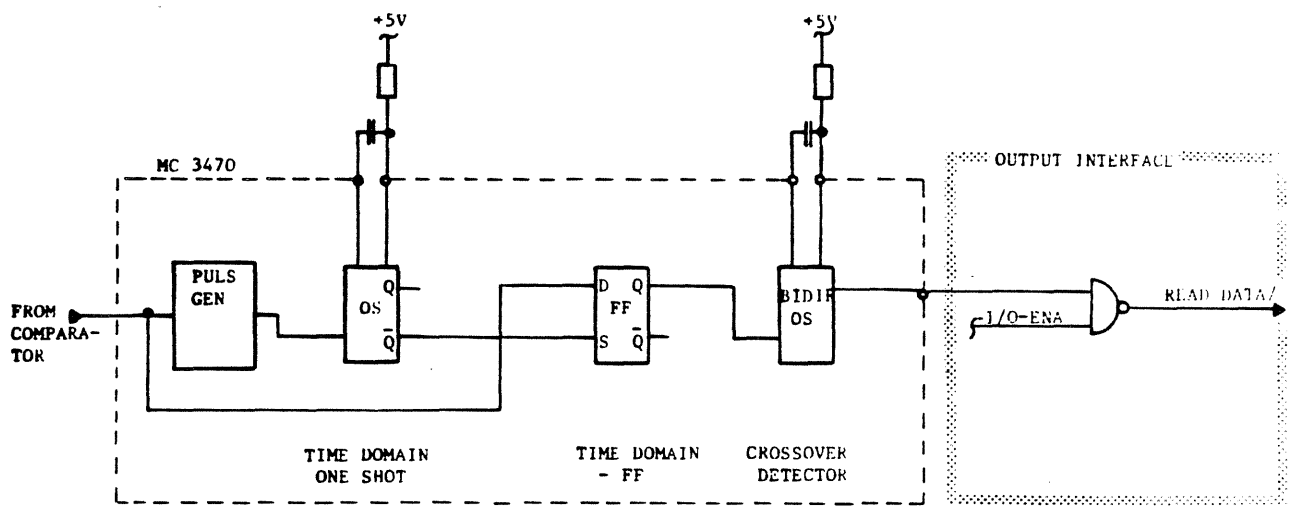 +5V
+5V
MC 3470
OUTPUT INTERFACE
PULS
GEN
Q
OS
Q
D Q
FF
S Q
BIDIR
OS
FROM
COMPARA-
TOR
READ DATA/
I/O-ENA
TIME DOMAIN
ONE SHOT
TIME DOMAIN
- FF
CROSSOVER
DETECTOR